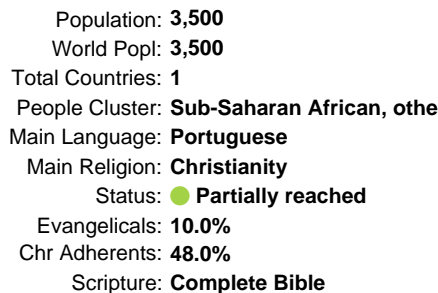 Population: 3,500
World Popl: 3,500
Total Countries: 1
People Cluster: Sub-Saharan African, othe
Main Language: Portuguese
Main Religion: Christianity
Status: Partially reached
Evangelicals: 10.0%
Chr Adherents: 48.0%
Scripture: Complete Bible